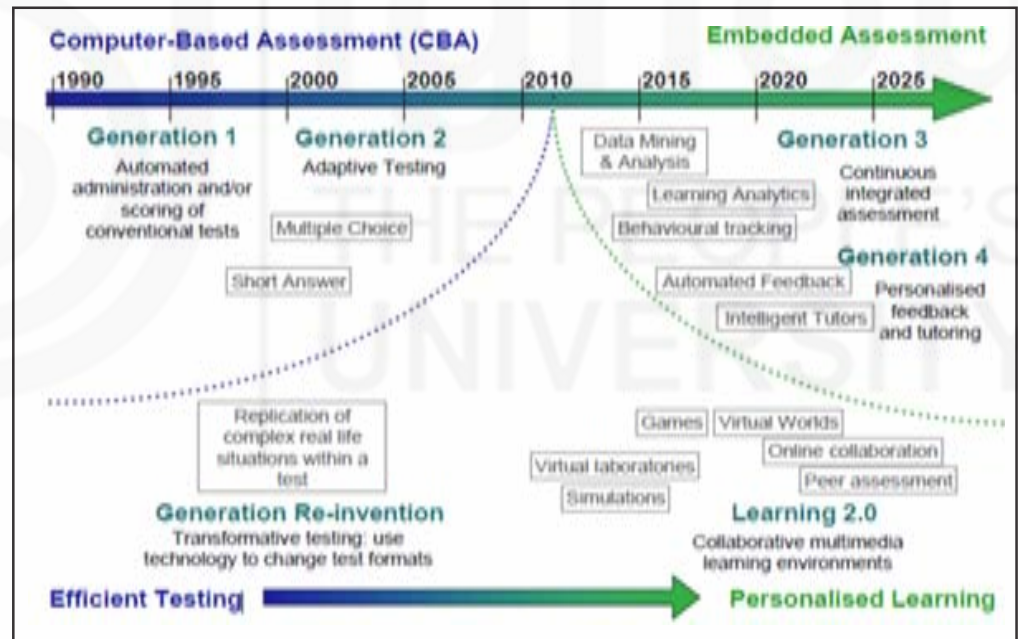 Computer-Based Assessment (CBA)
Embedded Assessment
1990 1995 2000 2005 2010 2015 2020 2025
Generation 1
Automated
administration and/or
scoring of
conventional tests
Generation 2
Adaptive Testing
Multiple Choice
Short Answer
Data Mining
& Analysis
Learning Analytics
Behavioural tracking
Automated Feedback
Intelligent Tutors
Generation 3
Continuous
integrated
assessment
Generation 4
Personalised
feedback
and tutoring
Replication of
complex real life
situations within a
test
Generation Re-invention
Transformative testing: use
technology to change test formats
Games
Virtual Worlds
Online collaboration
Virtual laboratories
Peer assessment
Simulations
Learning 2.0
Collaborative multimedia
learning environments
Efficient Testing
Personalised Learning
THE PEOPLE'S
UNIVERSITY